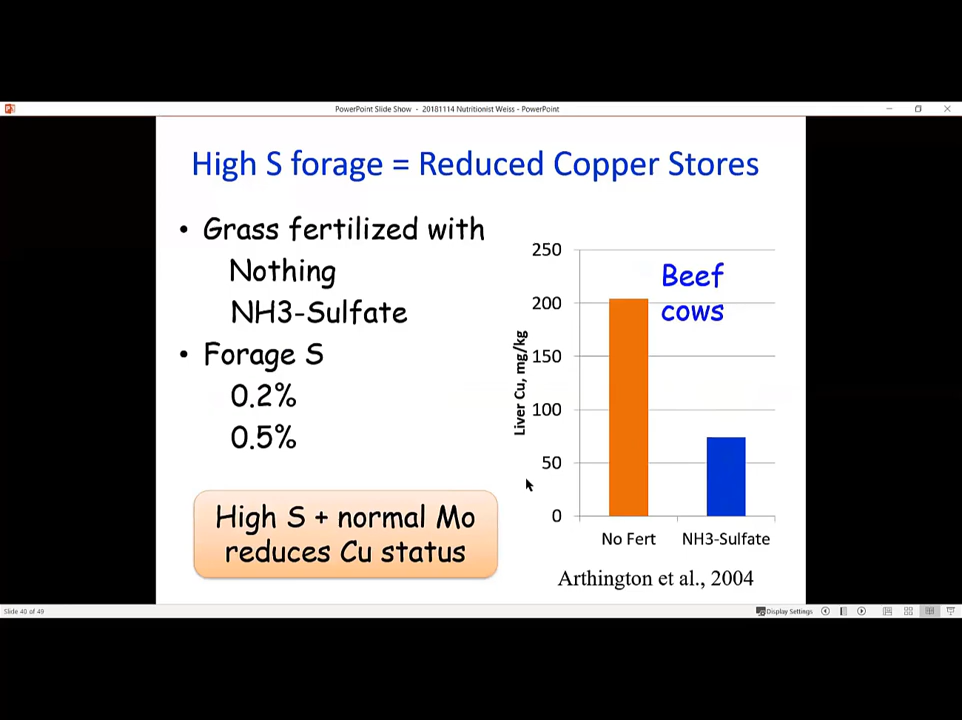 PowerPoint Slide Show - 20181114 Nutritionist Weiss - PowerPoint
High S forage = Reduced Copper Stores
• Grass fertilized with
Nothing
NH3-Sulfate
• Forage S
0.2%
0.5%
High S + normal Mo
reduces Cu status
Beef
cows
Liver Cu, mg/kg
250
200
150
100
50
0
No Fert
NH3-Sulfate
Arthington et al., 2004
Slide 40 of 49
Display Settings